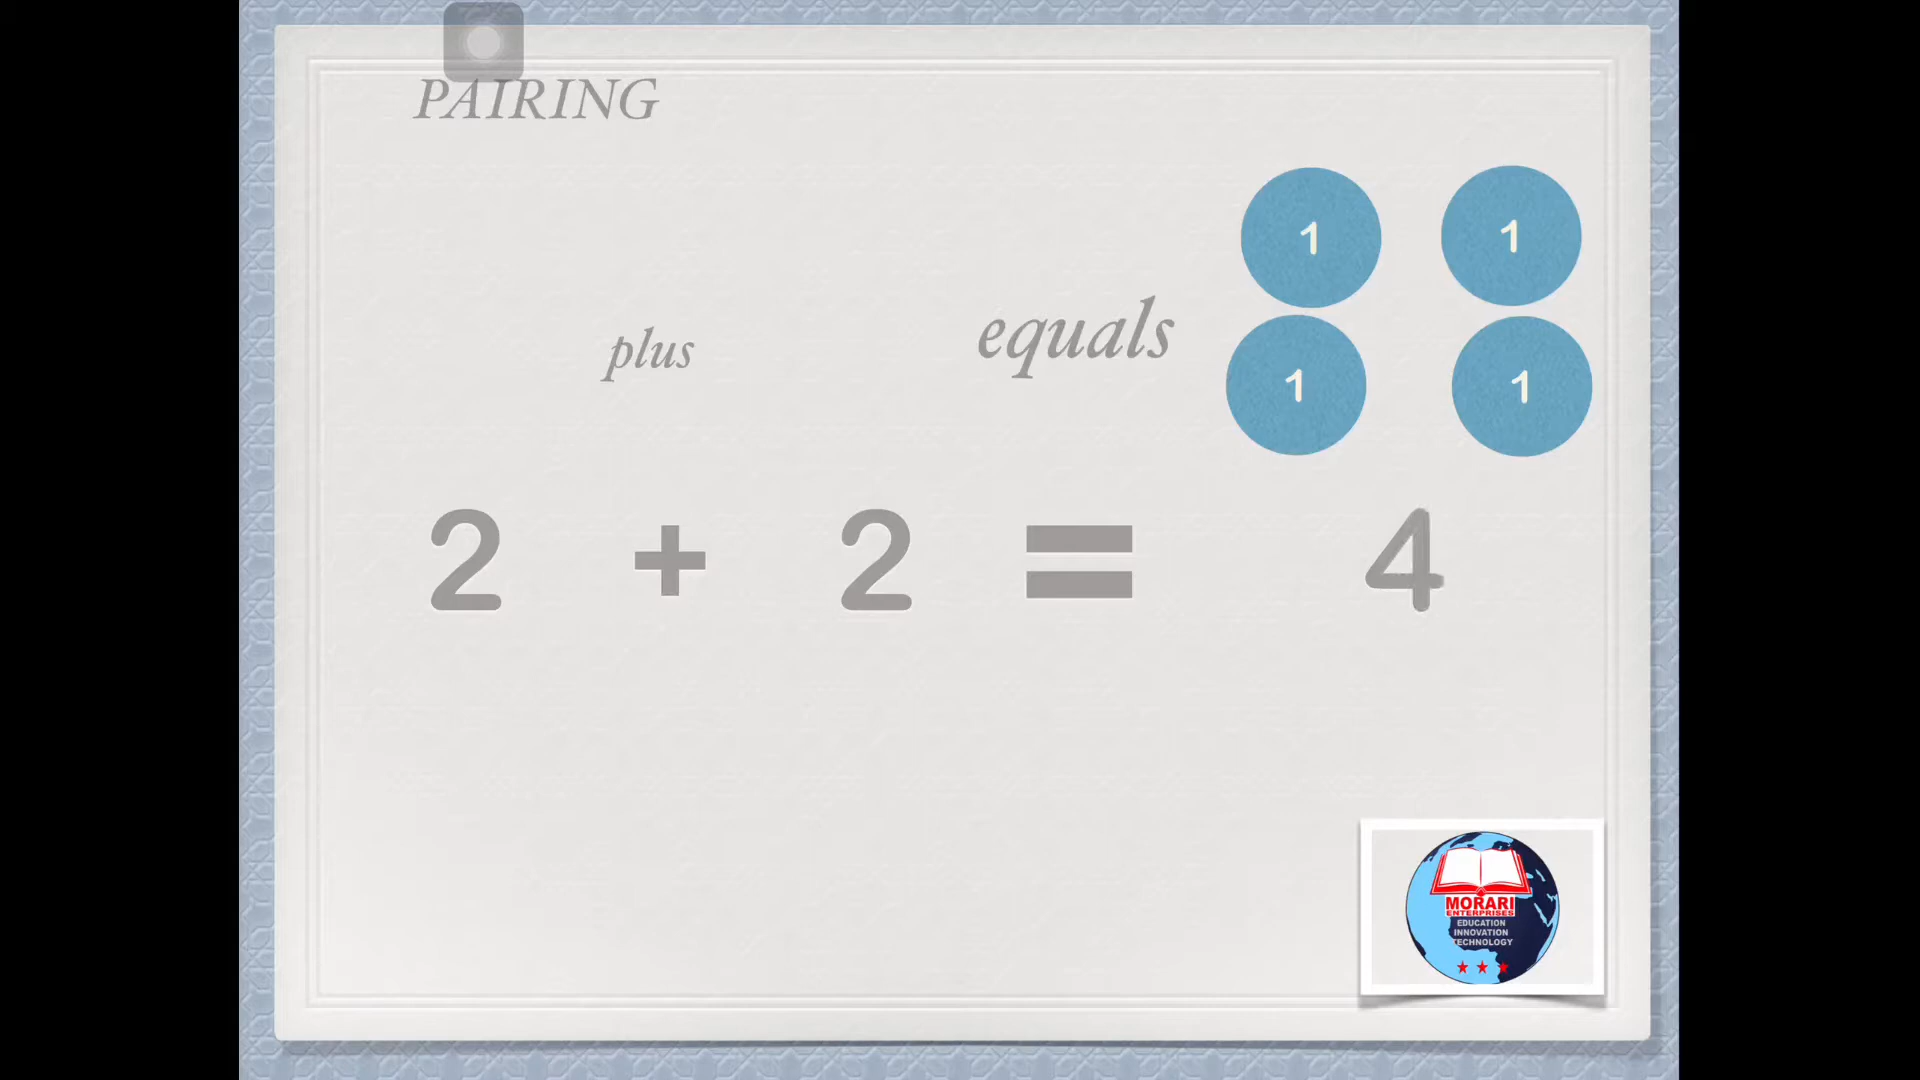 PAIRING
1 1
plus equals
1 1
2 + 2 = 4
MORARI
ENTERPRISES
EDUCATION
INNOVATION
TECHNOLOGY